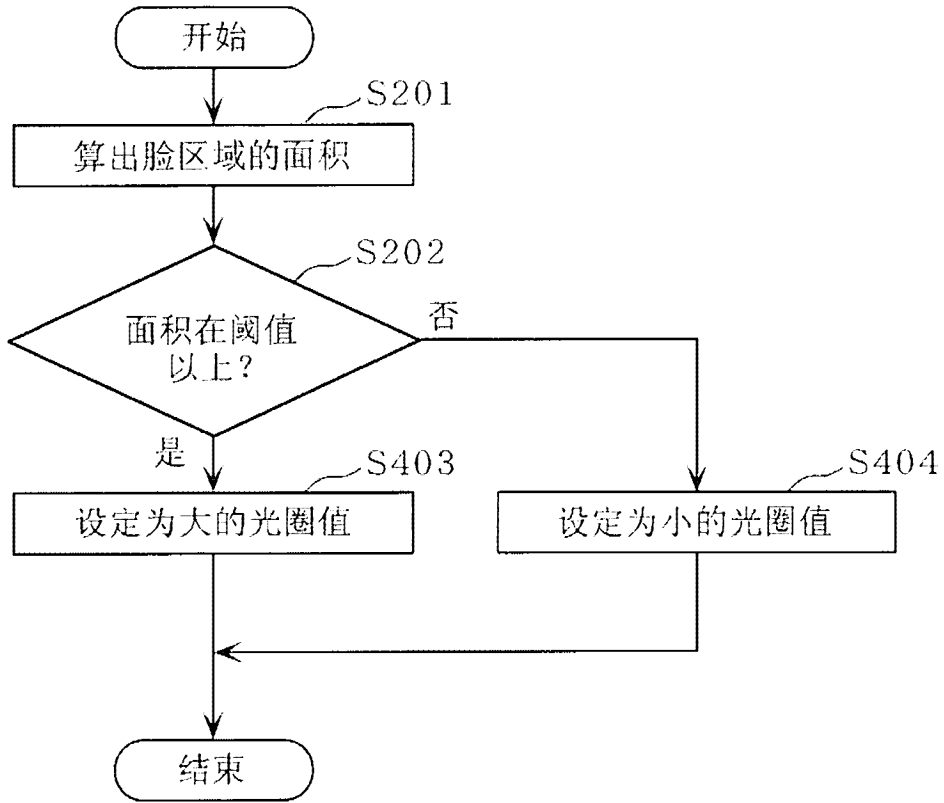 开始
S201
算出脸区域的面积
S202
面积在阈值
以上?
否
是
S403
设定为大的光圈值
S404
设定为小的光圈值
结束